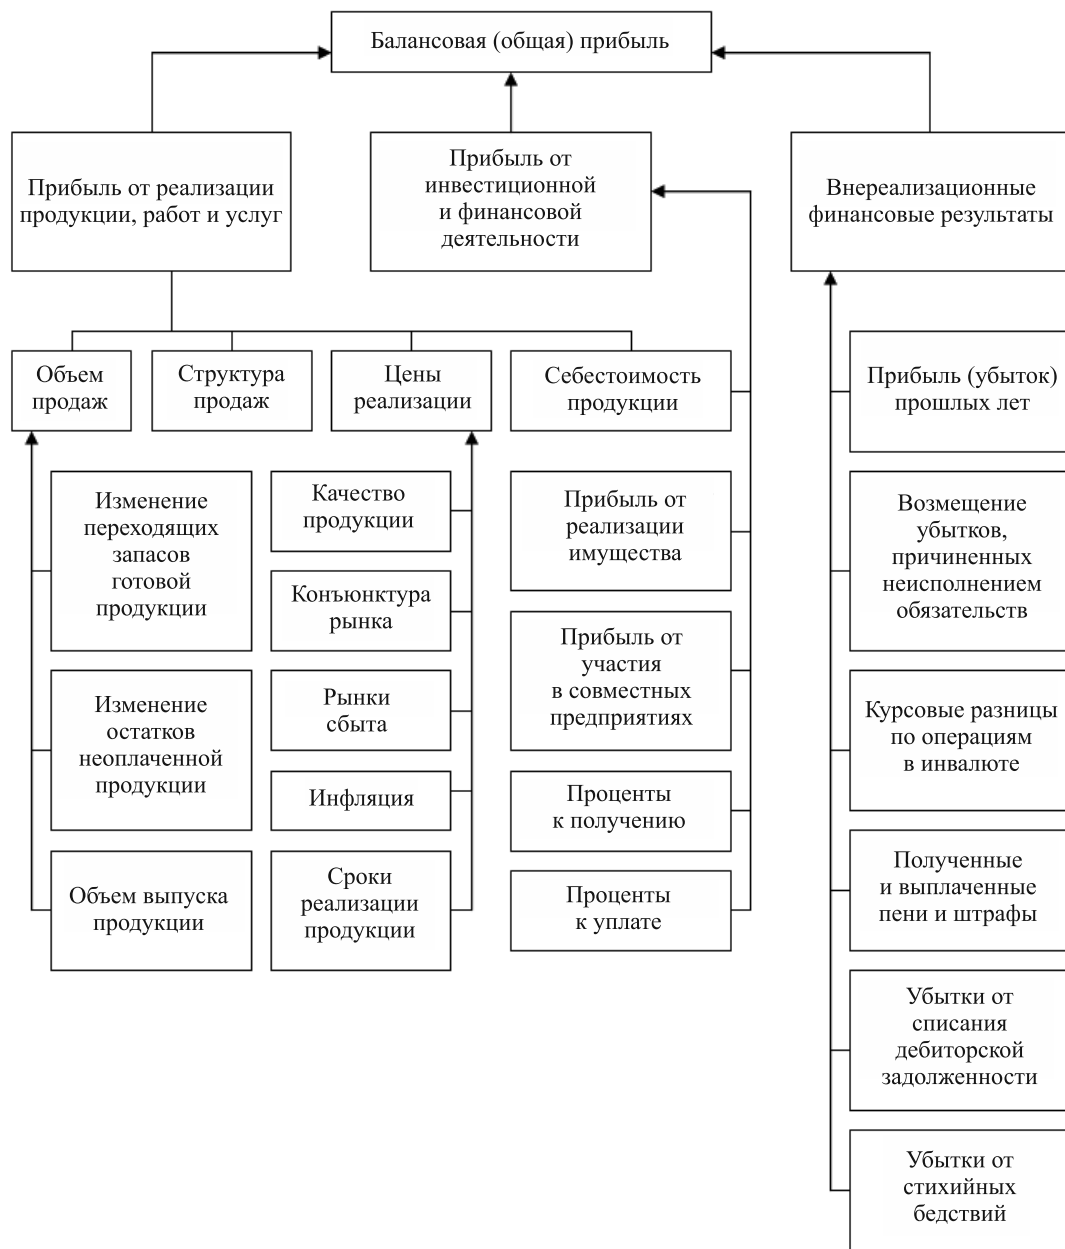 Балансовая (общая) прибыль
Прибыль от реализации
продукции, работ и услуг
Прибыль от
инвестиционной
и финансовой
деятельности
Внереализационные
финансовые результаты
Объем
продаж
Структура
продаж
Цены
реализации
Себестоимость
продукции
Изменение
переходящих
запасов
готовой
продукции
Изменение
остатков
неоплаченной
продукции
Объем выпуска
продукции
Качество
продукции
Конъюнктура
рынка
Рынки
сбыта
Инфляция
Сроки
реализации
продукции
Прибыль от
реализации
имущества
Прибыль от
участия
в совместных
предприятиях
Проценты
к получению
Проценты
к уплате
Прибыль (убыток)
прошлых лет
Возмещение
убытков,
причиненных
неисполнением
обязательств
Курсовые разницы
по операциям
в инвалюте
Полученные
и выплаченные
пени и штрафы
Убытки от
списания
дебиторской
задолженности
Убытки от
стихийных
бедствий